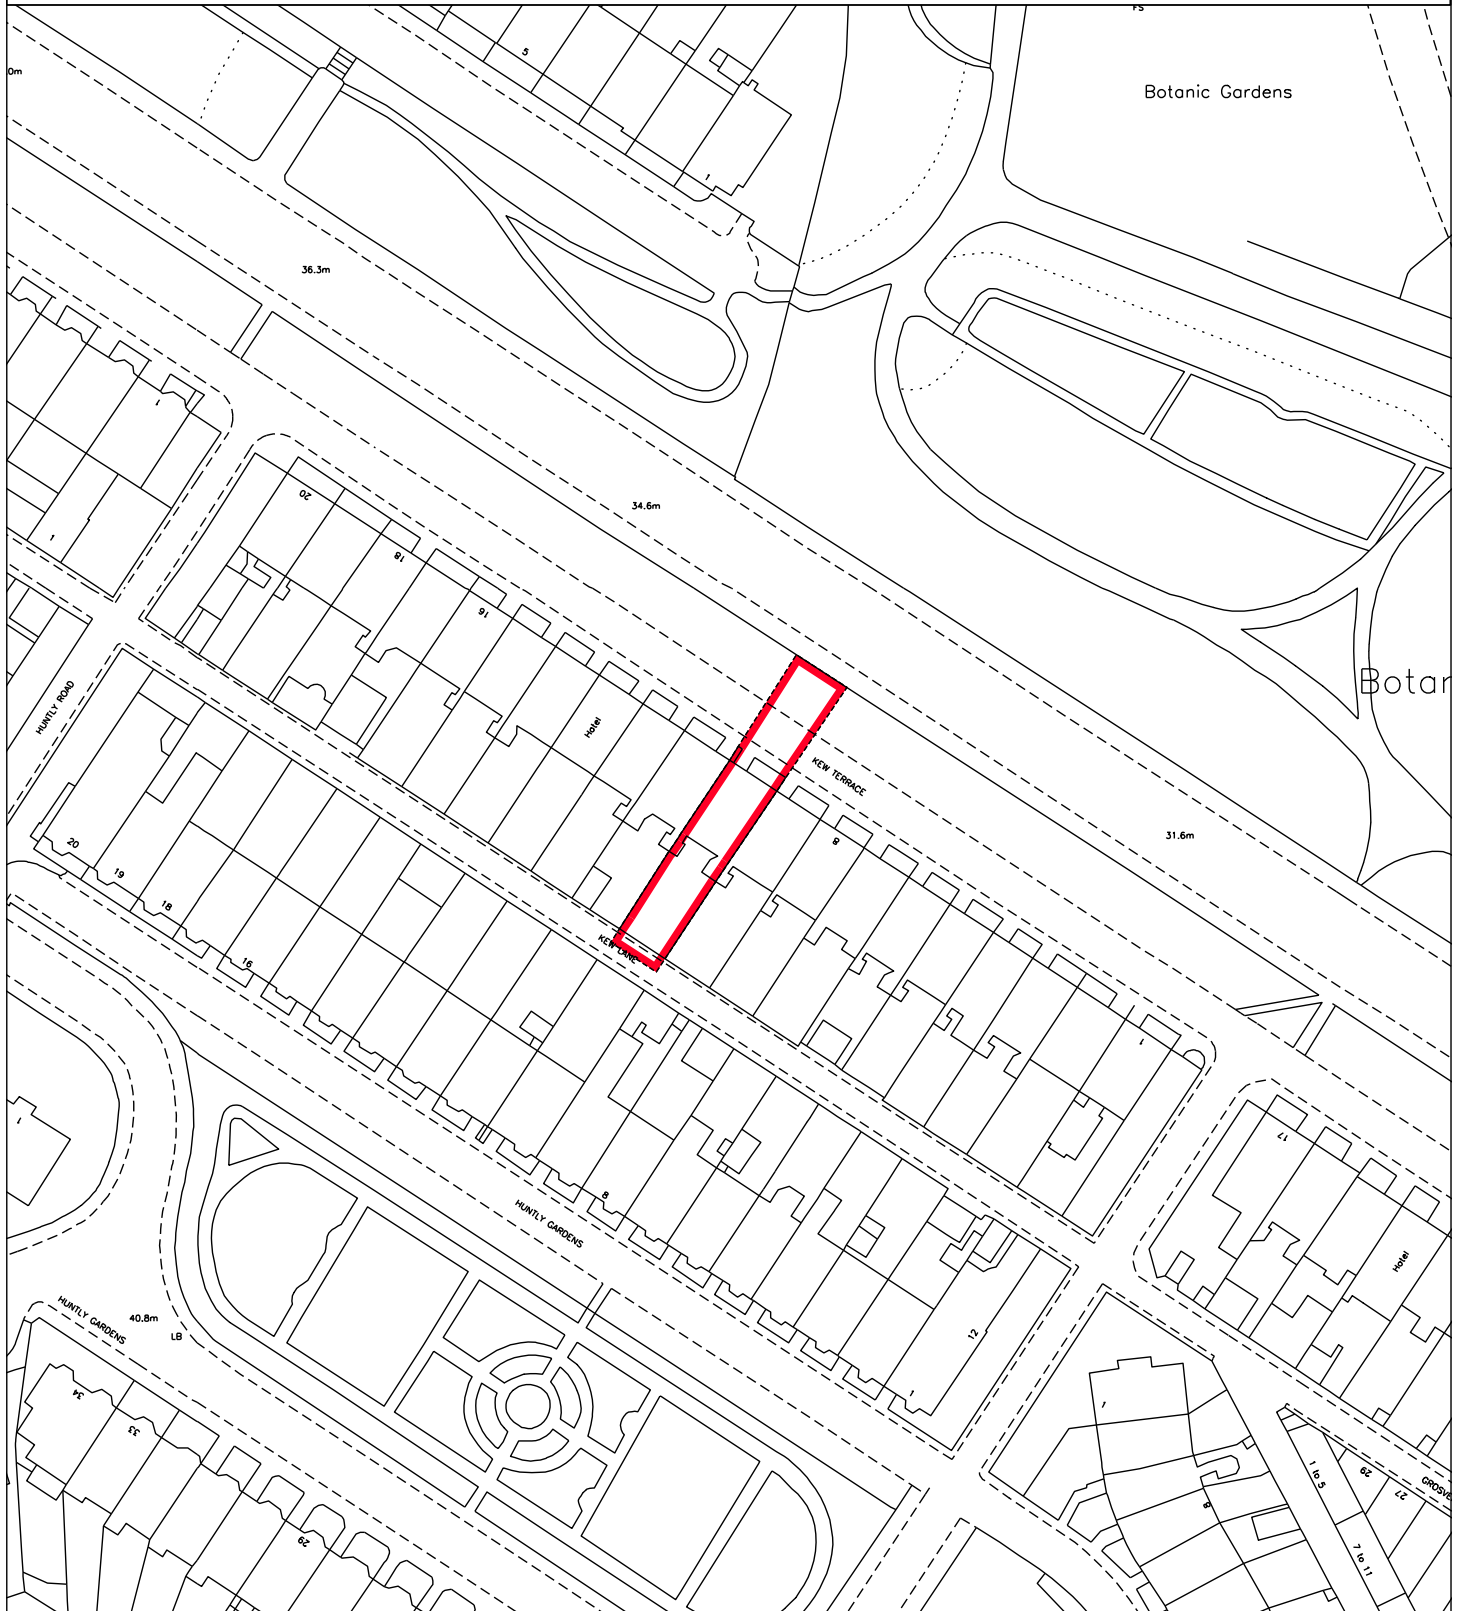 FS
5
Botanic Gardens
.0m
1
36.3m
1
34.6m
20
18
16
1
HUNTLY ROAD
Botar
Hotel
KEW TERRACE
8
31.6m
20
19
18
16
KEW LANE
1
1
17
8
HUNTLY GARDENS
Hotel
HUNTLY GARDENS
40.8m
LB
12
34
33
29
1
8
1 to 5
29
27
GROSVE
7 to 11